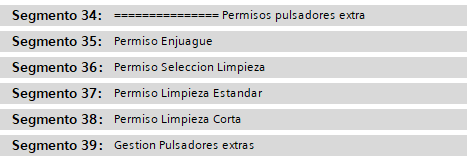 Segmento 34: =============== Permisos pulsadores extra
Segmento 35: Permiso Enjuague
Segmento 36: Permiso Seleccion Limpieza
Segmento 37: Permiso Limpieza Estandar
Segmento 38: Permiso Limpieza Corta
Segmento 39: Gestion Pulsadores extras